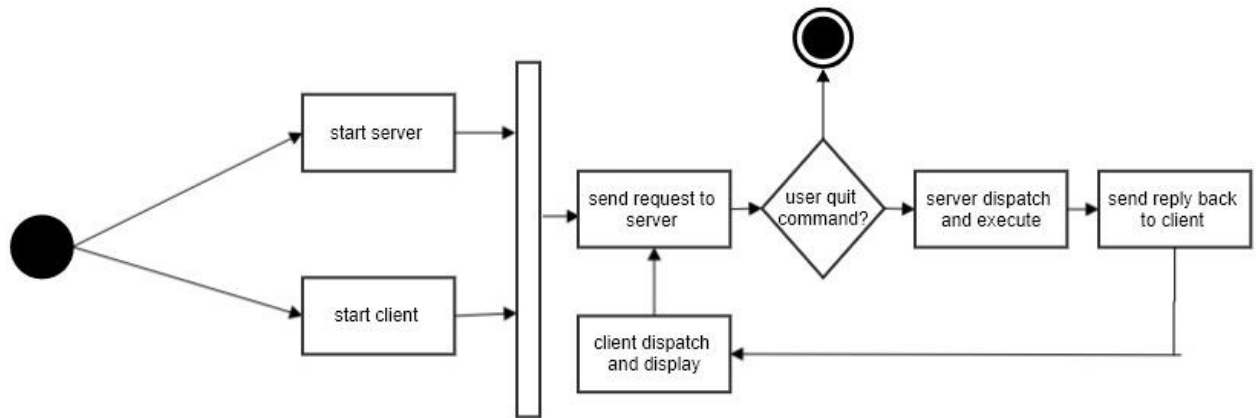 start server
start client
send request to
server
user quit
command?
server dispatch
and execute
send reply back
to client
client dispatch
and display